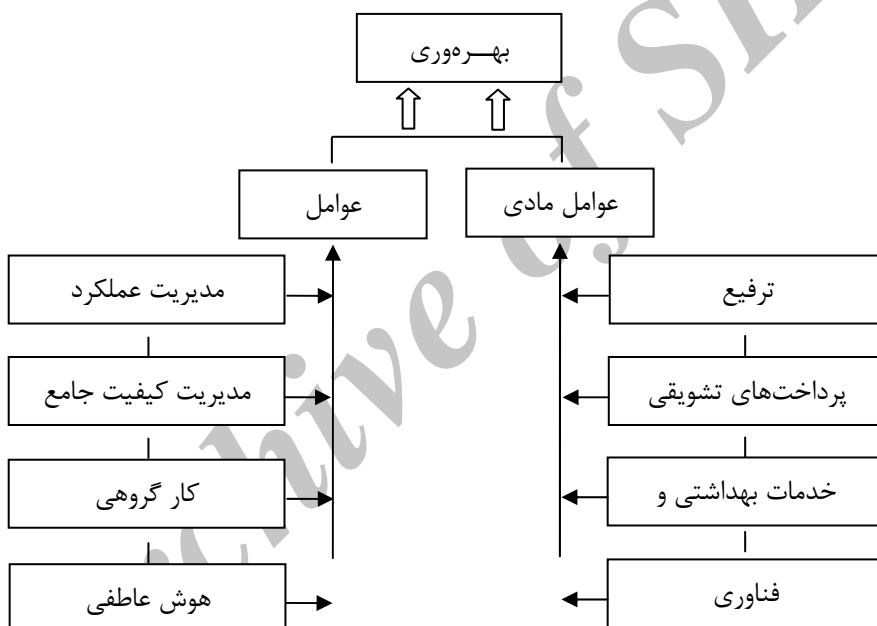 بهــره‌وری
عوامل مادی
عوامل
ترفیع
مدیریت عملکرد
پرداخت‌های تشویقی
مدیریت کیفیت جامع
خدمات بهداشتی و
کار گروهی
فناوری
هوش عاطفی